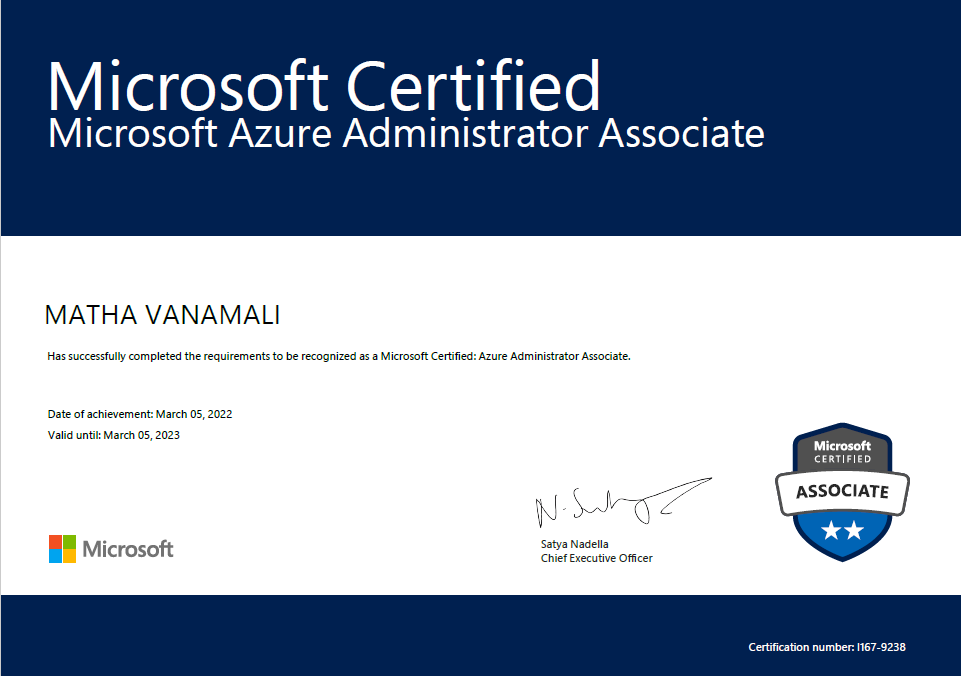 Microsoft Certified
Microsoft Azure Administrator Associate
MATHA VANAMALI
Has successfully completed the requirements to be recognized as a Microsoft Certified: Azure Administrator Associate.
Date of achievement: March 05, 2022
Valid until: March 05, 2023
Microsoft
CERTIFIED
ASSOCIATE
Microsoft
Satya Nadella
Chief Executive Officer
Certification number: I167-9238